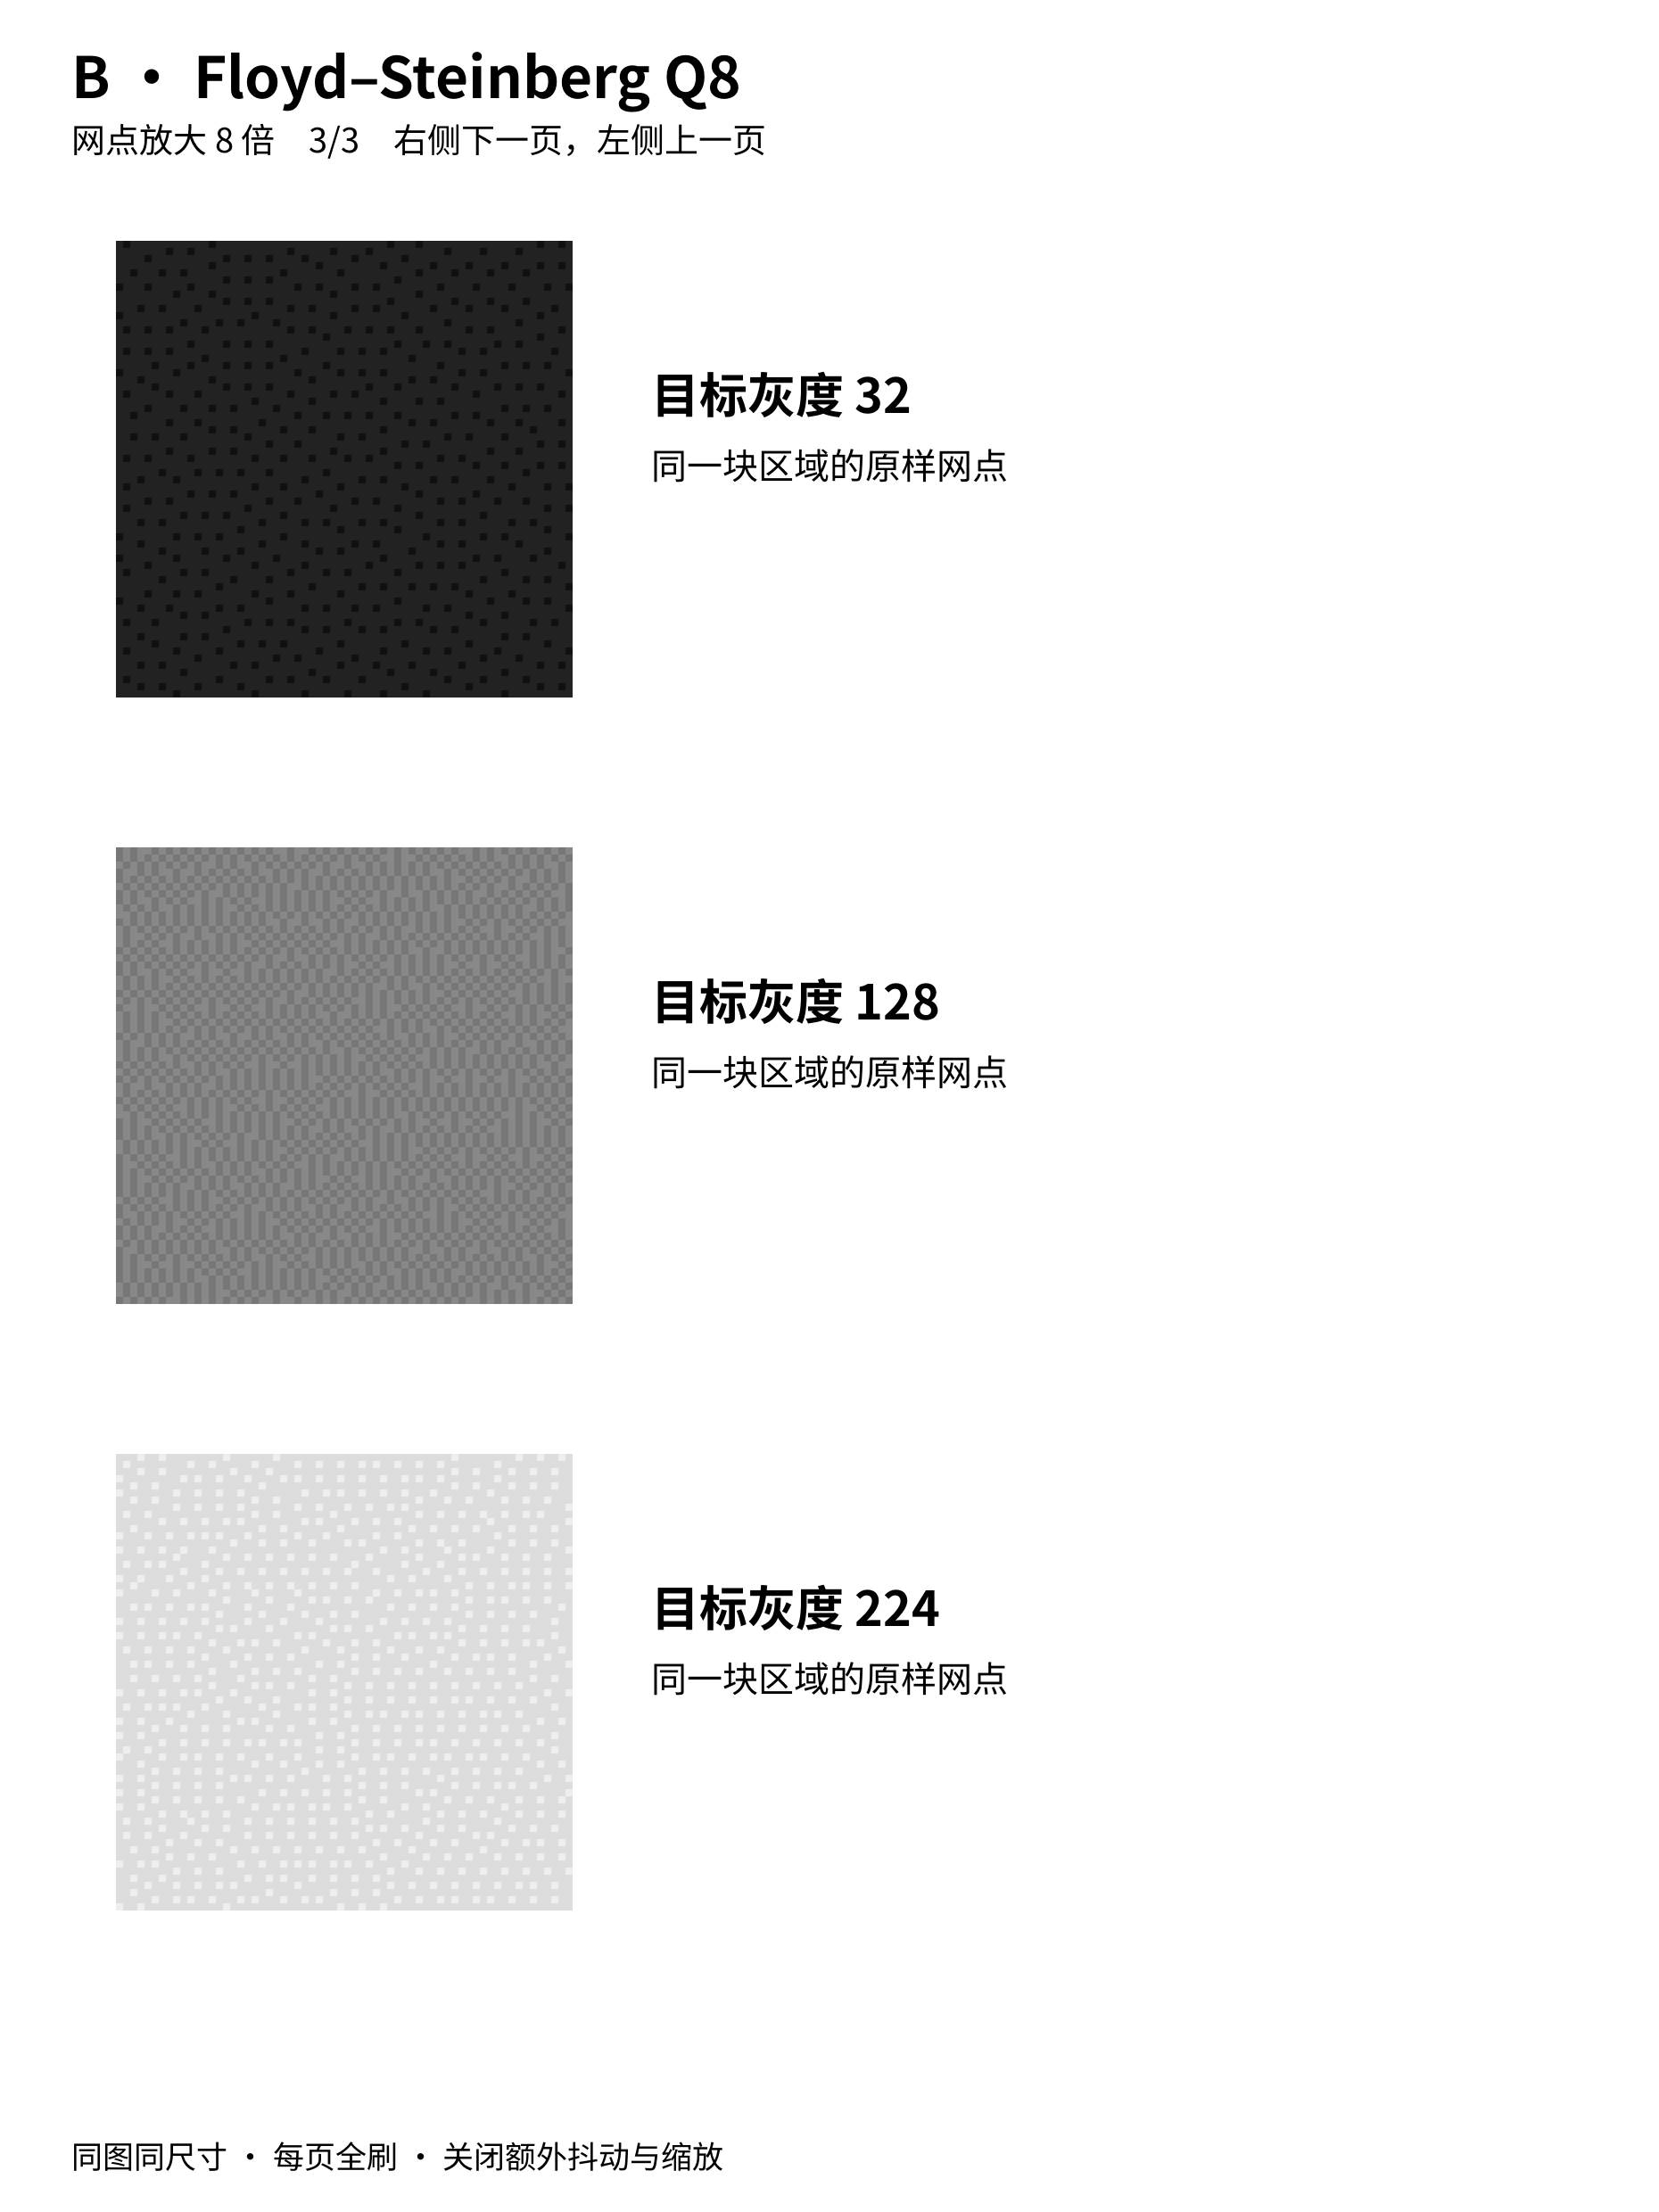 B · Floyd–Steinberg Q8
网点放大 8 倍　3/3　右侧下一页，左侧上一页
目标灰度 32
同一块区域的原样网点
目标灰度 128
同一块区域的原样网点
目标灰度 224
同一块区域的原样网点
同图同尺寸 · 每页全刷 · 关闭额外抖动与缩放